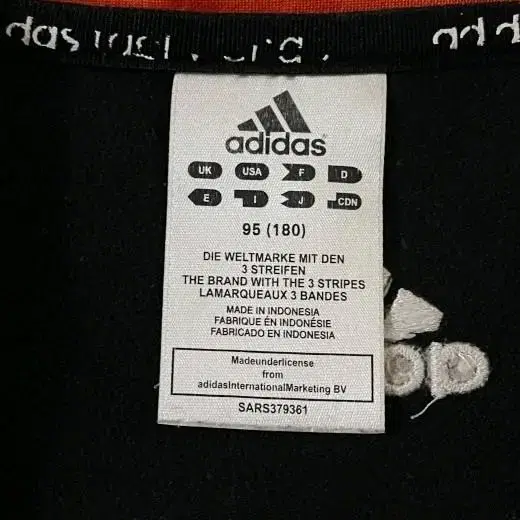 adidas
UK USA F D
E I J CDN
95 (180)
DIE WELTMARKE MIT DEN
3 STREIFEN
THE BRAND WITH THE 3 STRIPES
LAMARQUEAUX 3 BANDES
MADE IN INDONESIA
FABRIQUE ÉN INDONÉSIE
FABRICADO EN INDONESIA
Madeunderlicense
from
adidasInternationalMarketing BV
SARS379361